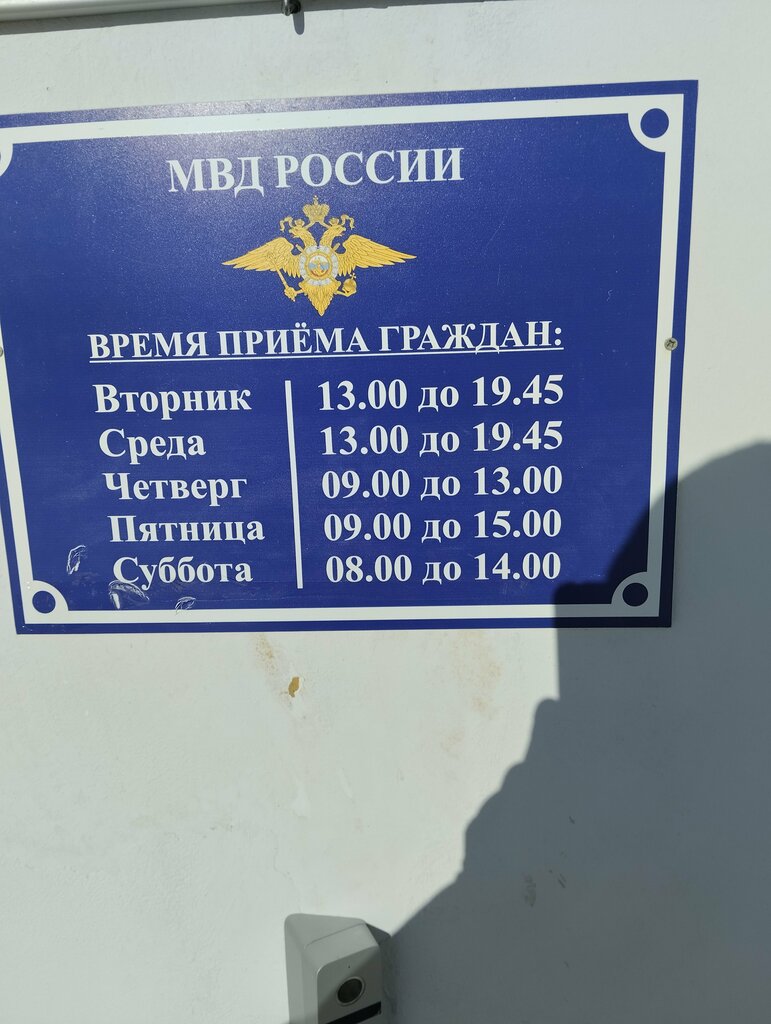 МВД РОССИИ
ВРЕМЯ ПРИЁМА ГРАЖДАН:
Вторник 13.00 до 19.45
Среда 13.00 до 19.45
Четверг 09.00 до 13.00
Пятница 09.00 до 15.00
Суббота 08.00 до 14.00